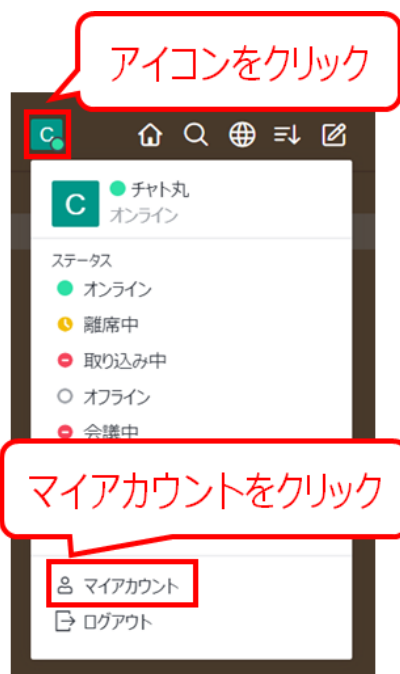 アイコンをクリック
C
C
チャト丸
オンライン
ステータス
オンライン
離席中
取り込み中
オフライン
会議中
マイアカウントをクリック
マイアカウント
ログアウト